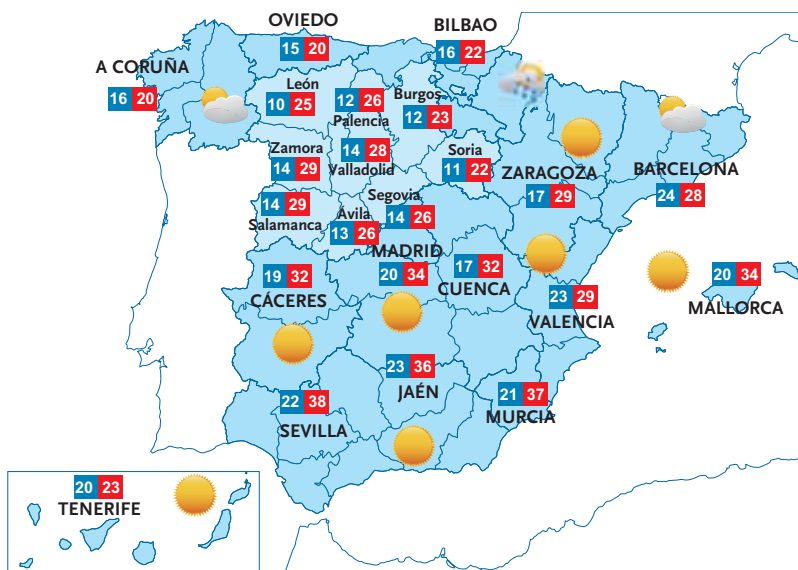 OVIEDO
15 20
BILBAO
16 22
A CORUÑA
16 20
León
10 25
12 26
Palencia
Burgos
12 23
Zamora
14 29
14 28
Valladolid
Soria
11 22
ZARAGOZA
17 29
BARCELONA
24 28
14 29
Salamanca
Ávila
13 26
Segovia
14 26
MADRID
20 34
17 32
CUENCA
19 32
CÁCERES
23 29
VALENCIA
20 34
MALLORCA
23 36
JAÉN
21 37
MURCIA
22 38
SEVILLA
20 23
TENERIFE